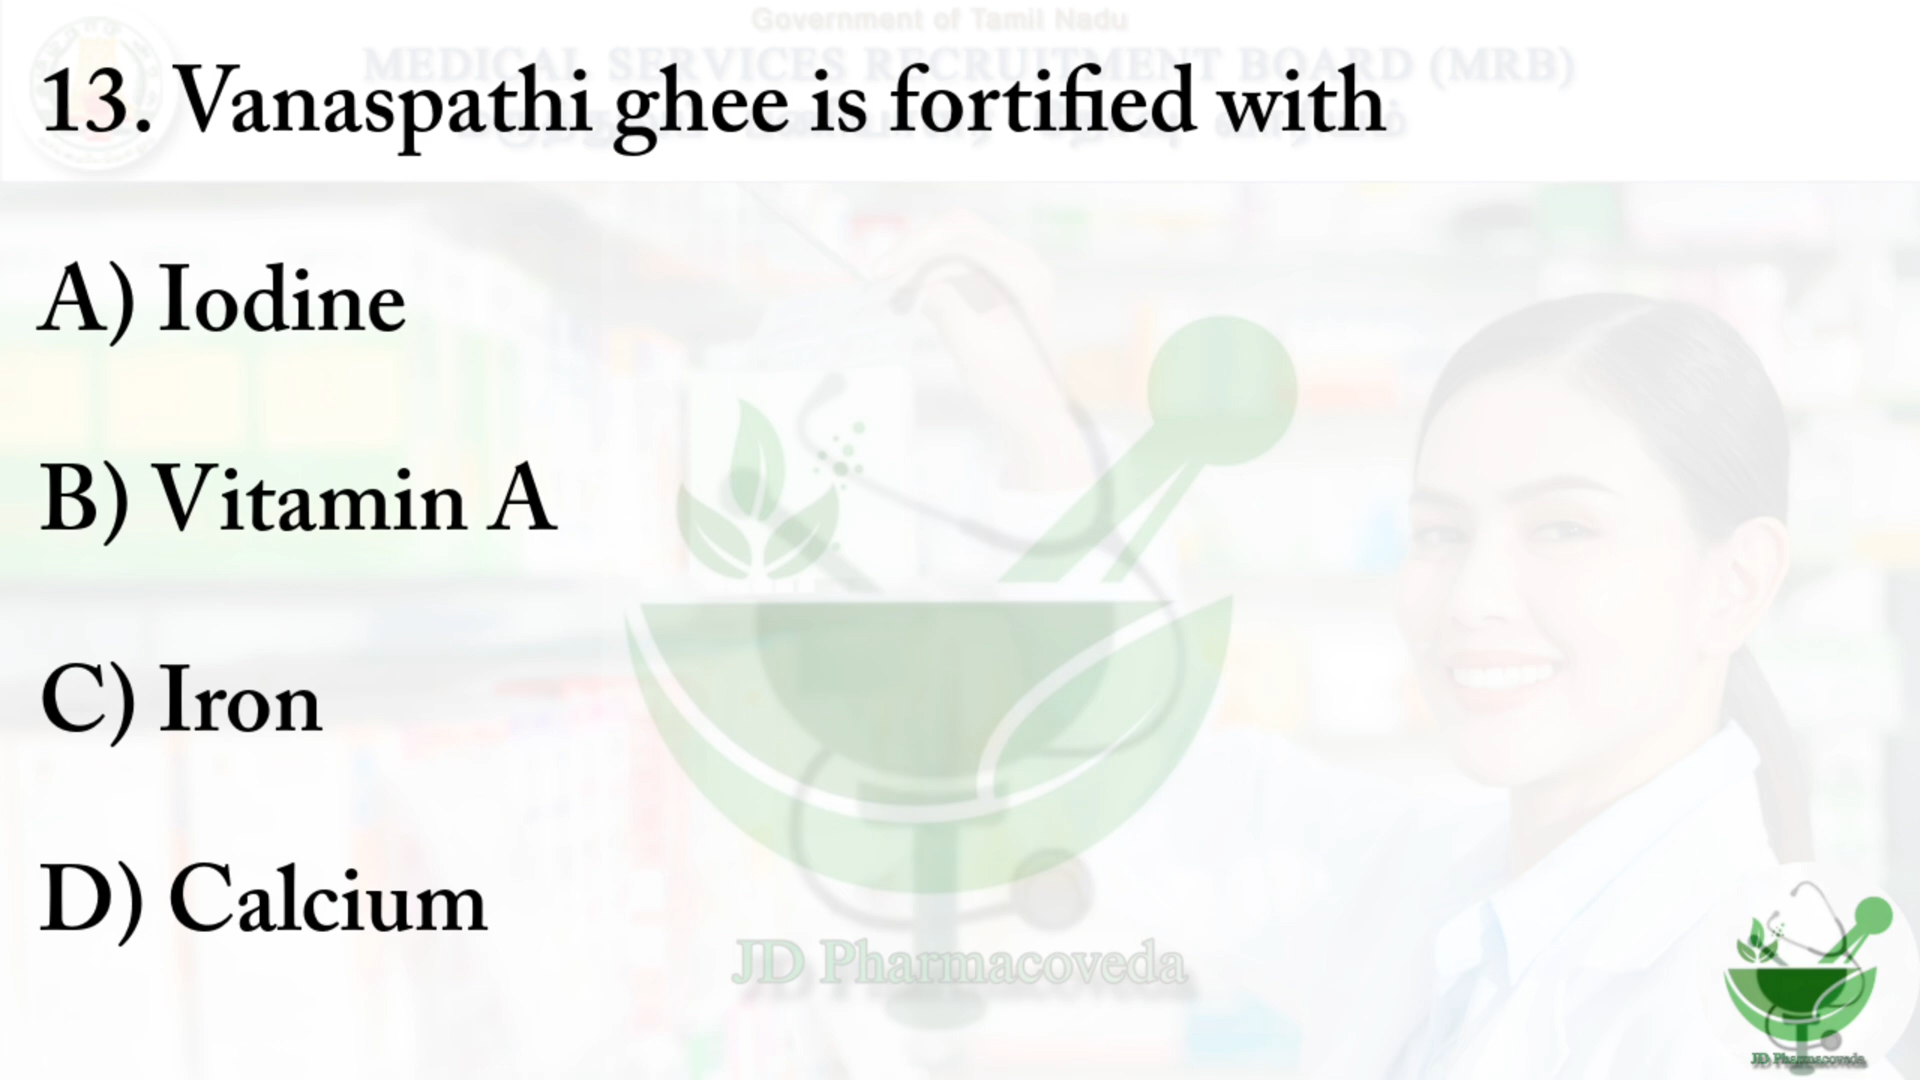 Government of Tamil Nadu
MEDICAL SERVICES RECRUITMENT BOARD (MRB)
13. Vanaspathi ghee is fortified with
A) Iodine
B) Vitamin A
C) Iron
D) Calcium
JD Pharmacoveda
JD Pharmacoveda